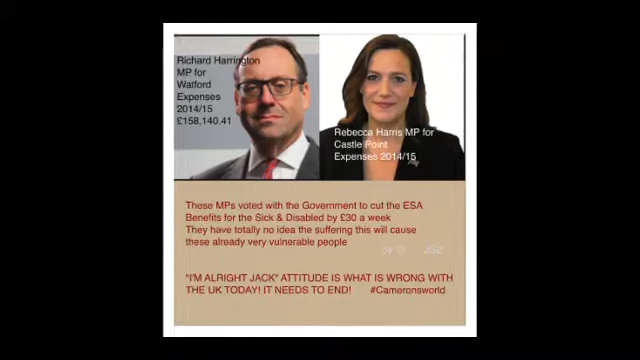 Richard Harrington
MP for
Watford
Expenses
2014/15
£158,140.41
Rebecca Harris MP for
Castle Point
Expenses 2014/15
These MPs voted with the Government to cut the ESA
Benefits for the Sick & Disabled by £30 a week
They have totally no idea the suffering this will cause
these already very vulnerable people
by
"I'M ALRIGHT JACK" ATTITUDE IS WHAT IS WRONG WITH
THE UK TODAY! IT NEEDS TO END! #Cameronsworld